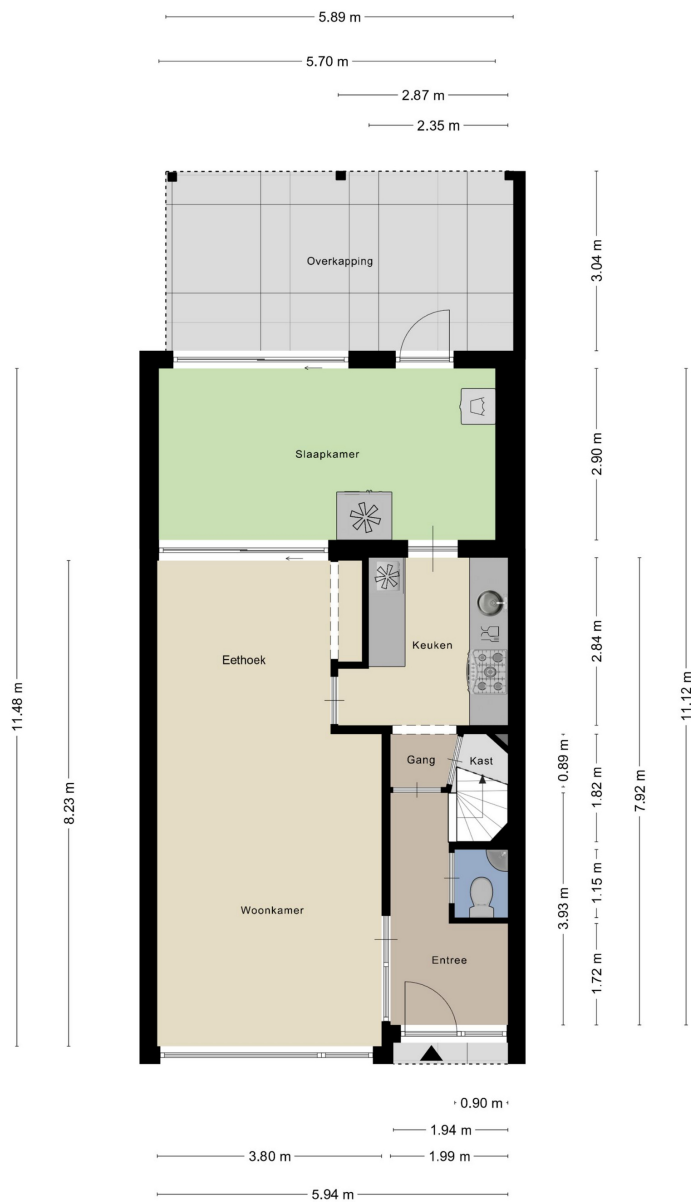 5.89 m
5.70 m
2.87 m
2.35 m
Overkapping
3.04 m
Slaapkamer
2.90 m
Eethoek
Keuken
2.84 m
11.48 m
11.12 m
8.23 m
7.92 m
Gang
Kast
0.89 m
1.82 m
Woonkamer
1.15 m
3.93 m
Entree
1.72 m
0.90 m
1.94 m
3.80 m
1.99 m
5.94 m